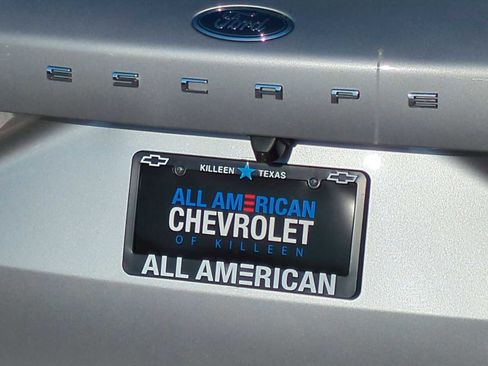 Ford
ESCAPE
KILLEEN TEXAS
ALL AMERICAN
CHEVROLET
OF KILLEEN
ALL AMERICAN